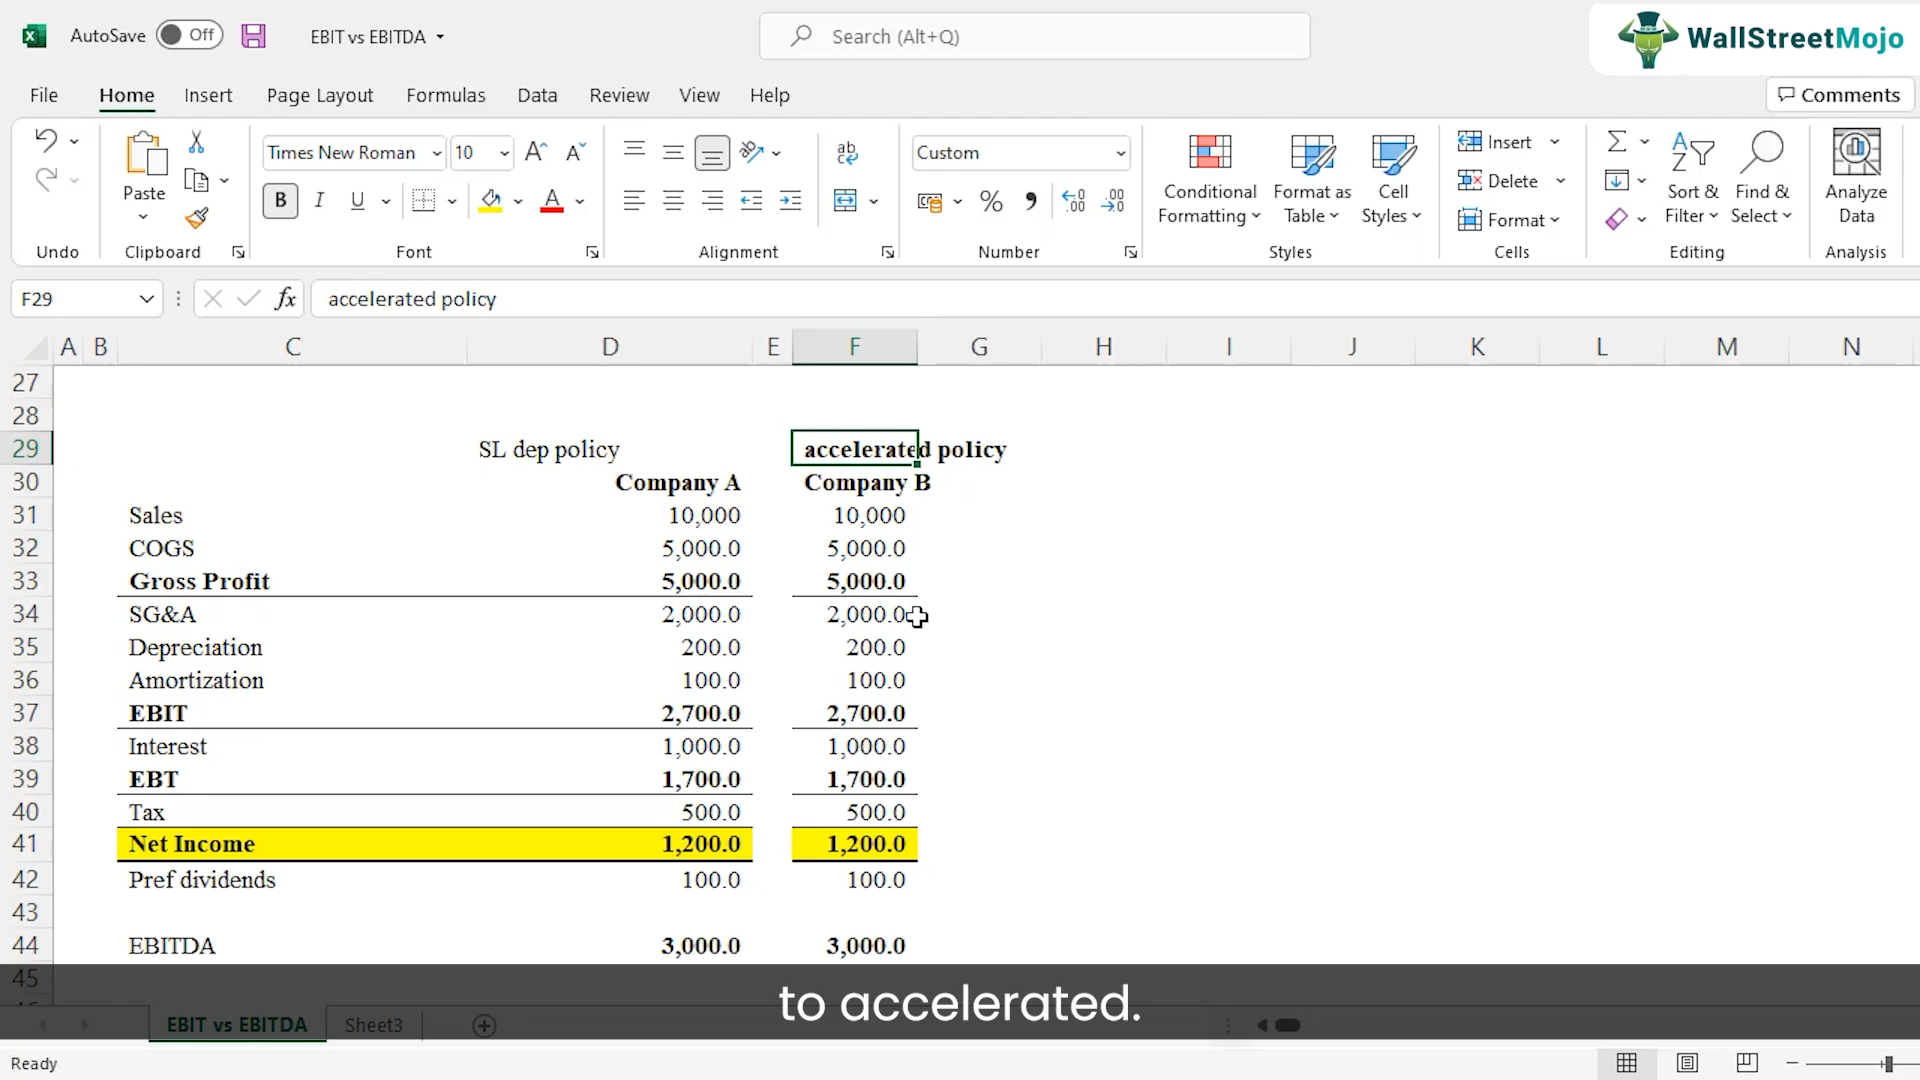 AutoSave Off EBIT vs EBITDA Search (Alt+Q) WallStreetMojo
File Home Insert Page Layout Formulas Data Review View Help Comments
Times New Roman 10 A A ab c Custom Insert Σ A Z
Paste B I U A % 9 .00 .00 Conditional Formatting Format as Table Cell Styles Delete Format Sort & Filter Find & Select Analyze Data
Undo Clipboard Font Alignment Number Styles Cells Editing Analysis
F29 fx accelerated policy
A B C D E F G H I J K L M N
27
28
29 SL dep policy accelerated policy
30 Company A Company B
31 Sales 10,000 10,000
32 COGS 5,000.0 5,000.0
33 Gross Profit 5,000.0 5,000.0
34 SG&A 2,000.0 2,000.0
35 Depreciation 200.0 200.0
36 Amortization 100.0 100.0
37 EBIT 2,700.0 2,700.0
38 Interest 1,000.0 1,000.0
39 EBT 1,700.0 1,700.0
40 Tax 500.0 500.0
41 Net Income 1,200.0 1,200.0
42 Pref dividends 100.0 100.0
43
44 EBITDA 3,000.0 3,000.0
45
to accelerated.
EBIT vs EBITDA Sheet3
Ready